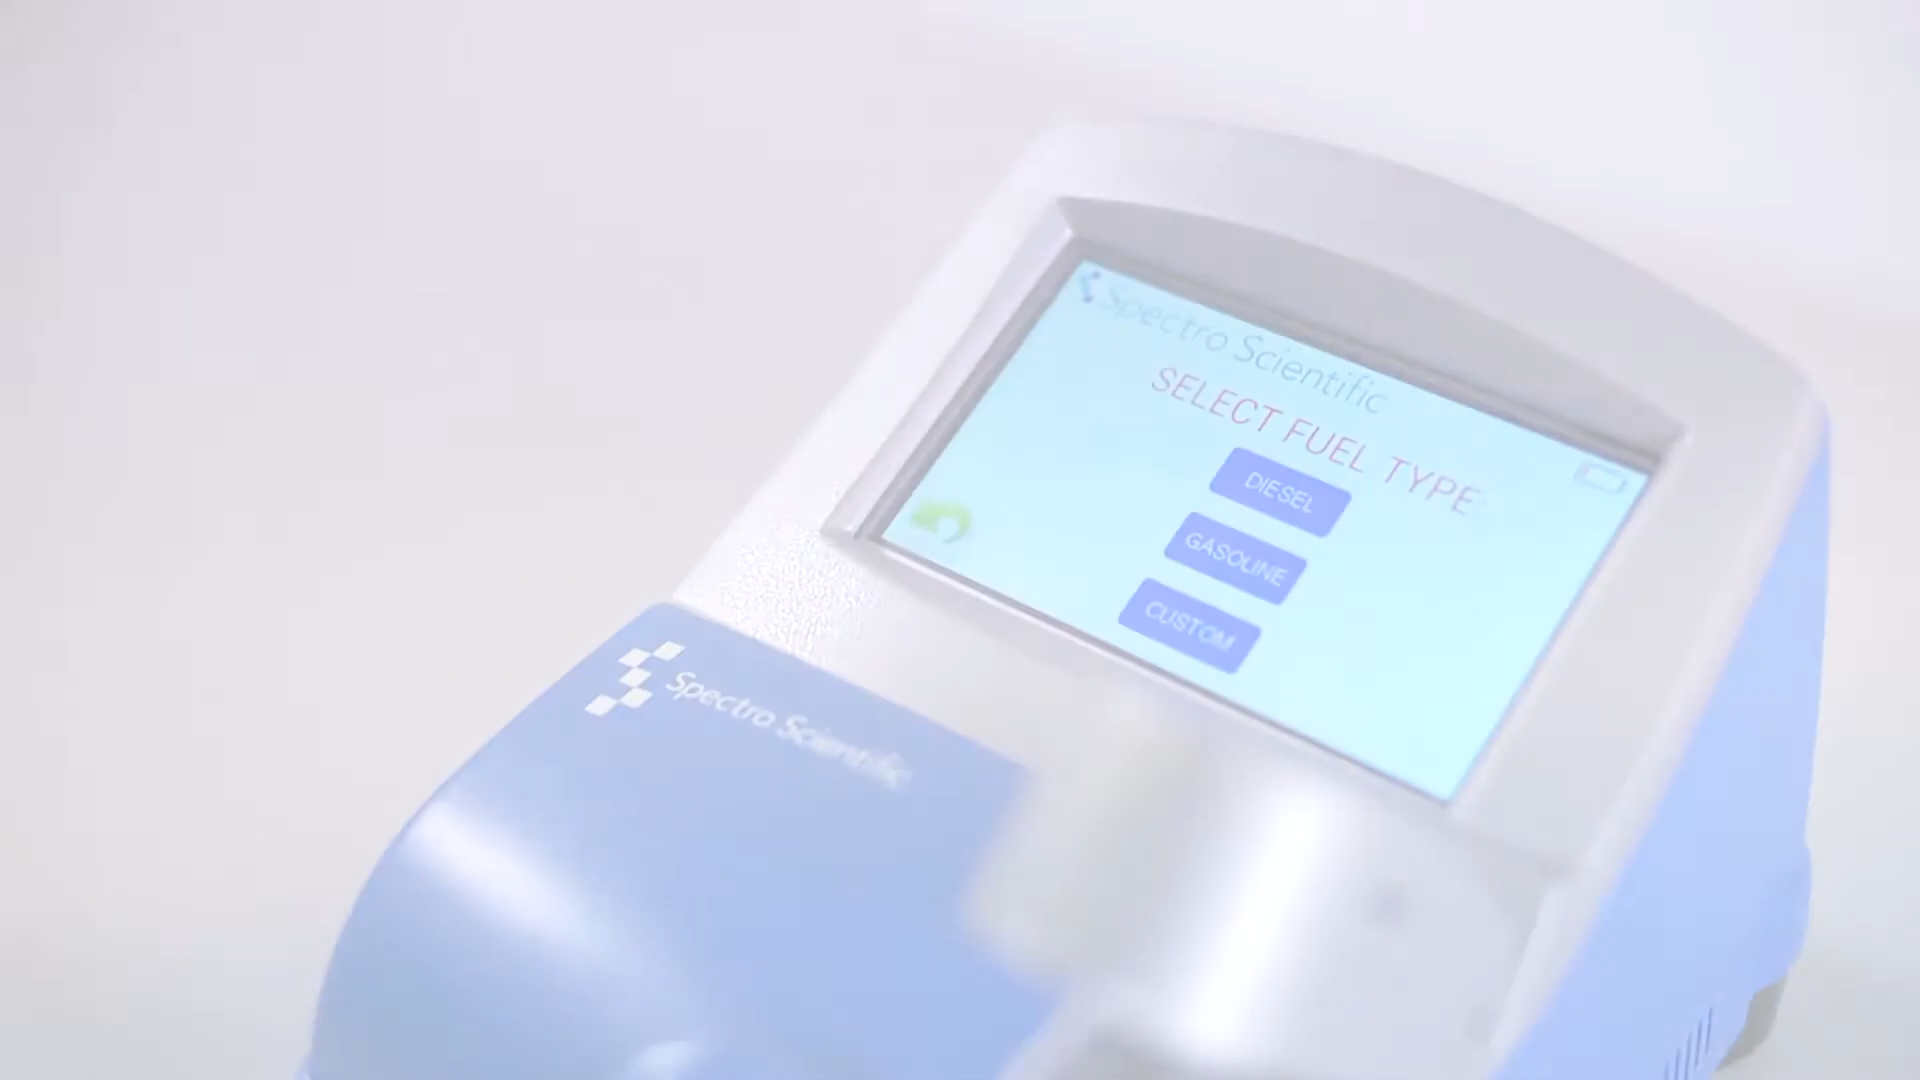 Spectro Scientific
SELECT FUEL TYPE
DIESEL
GASOLINE
CUSTOM
Spectro Scientific